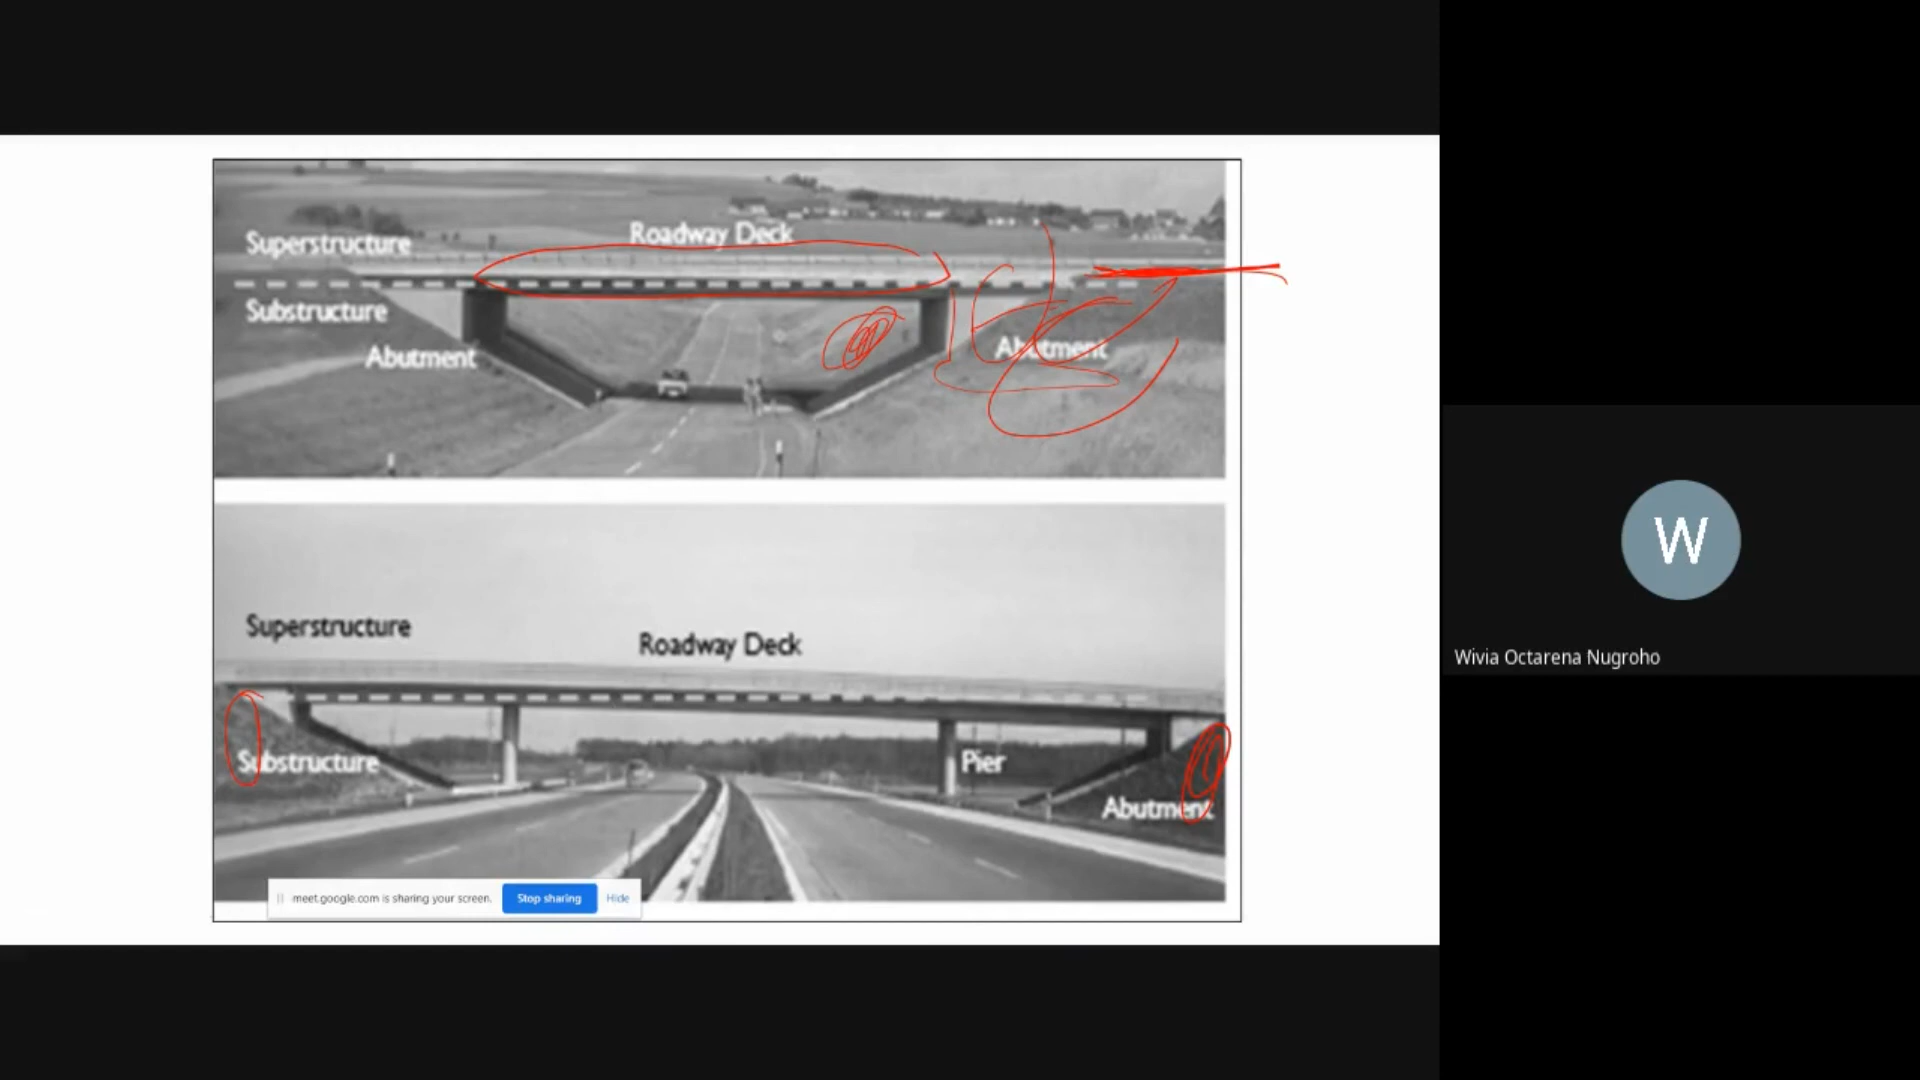 Roadway Deck
Superstructure
Substructure
Abutment
Abutment
Superstructure
Roadway Deck
Substructure
Pier
Abutment
meet.google.com is sharing your screen. Stop sharing Hide
W
Wivia Octarena Nugroho